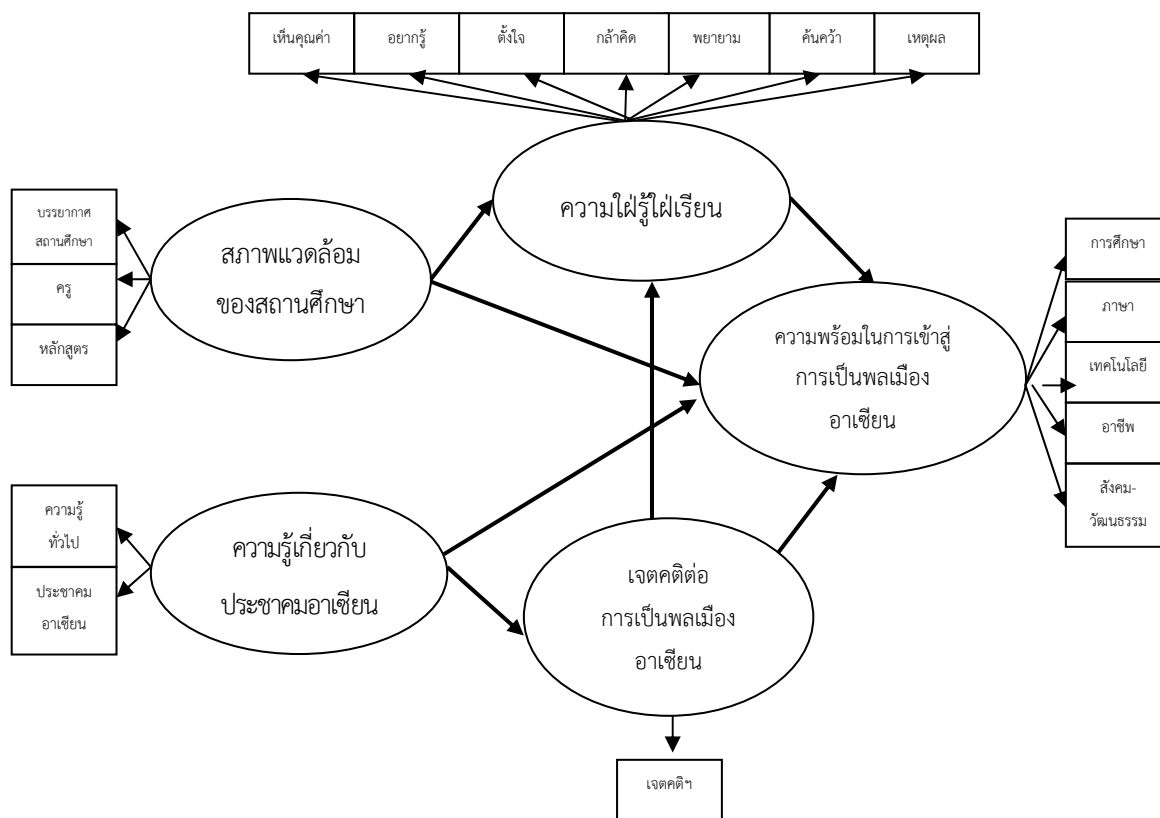 เห็นคุณค่า
อยากรู้
ตั้งใจ
กล้าคิด
พยายาม
ค้นคว้า
เหตุผล
ความใฝ่รู้ใฝ่เรียน
บรรยากาศ
สถานศึกษา
ครู
หลักสูตร
สภาพแวดล้อม
ของสถานศึกษา
ความพร้อมในการเข้าสู่
การเป็นพลเมือง
อาเซียน
การศึกษา
ภาษา
เทคโนโลยี
อาชีพ
สังคม-
วัฒนธรรม
ความรู้
ทั่วไป
ประชาคม
อาเซียน
ความรู้เกี่ยวกับ
ประชาคมอาเซียน
เจตคติต่อ
การเป็นพลเมือง
อาเซียน
เจตคติฯ